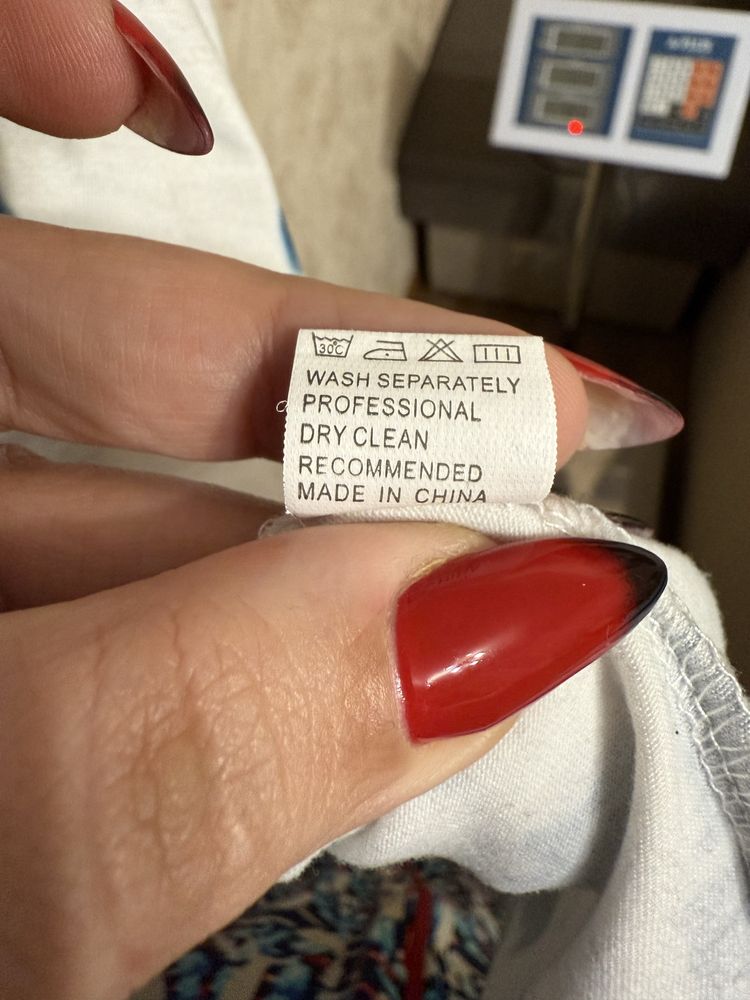 30C
WASH SEPARATELY
PROFESSIONAL
DRY CLEAN
RECOMMENDED
MADE IN CHINA